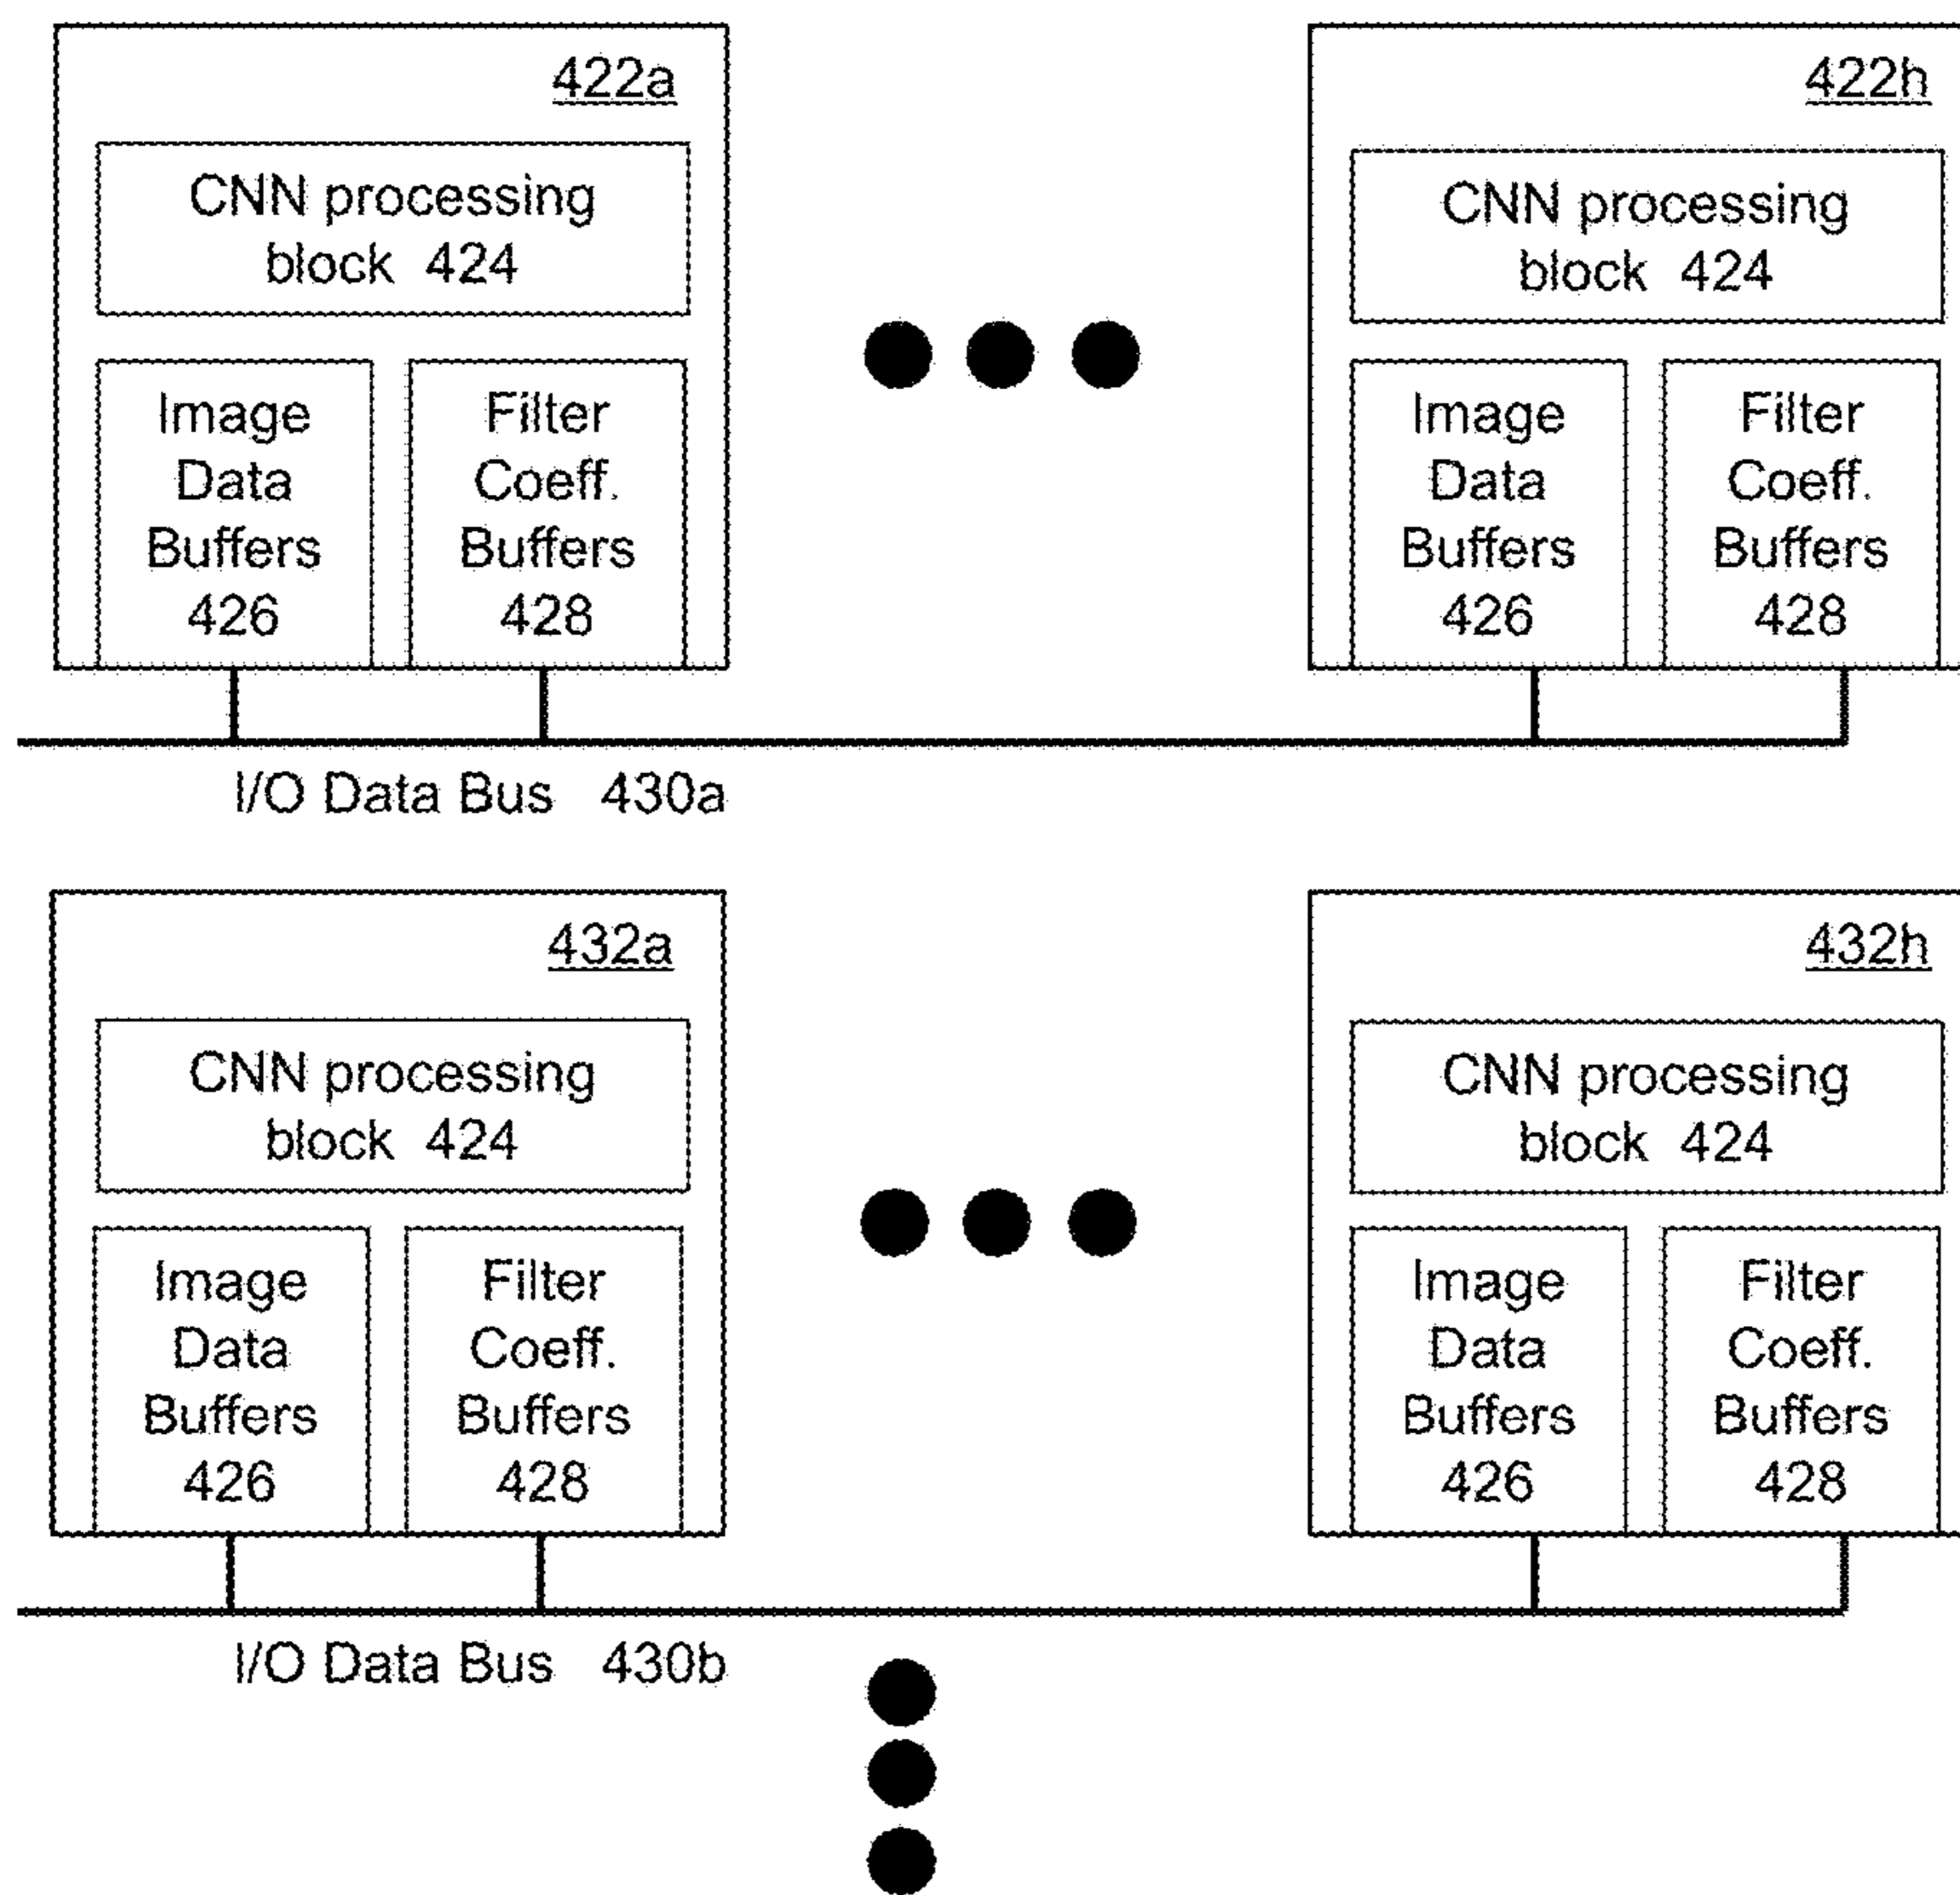 422a
CNN processing
block 424
Image
Data
Buffers
426
Filter
Coeff.
Buffers
428
422h
CNN processing
block 424
Image
Data
Buffers
426
Filter
Coeff.
Buffers
428
I/O Data Bus 430a
432a
CNN processing
block 424
Image
Data
Buffers
426
Filter
Coeff.
Buffers
428
432h
CNN processing
block 424
Image
Data
Buffers
426
Filter
Coeff.
Buffers
428
I/O Data Bus 430b